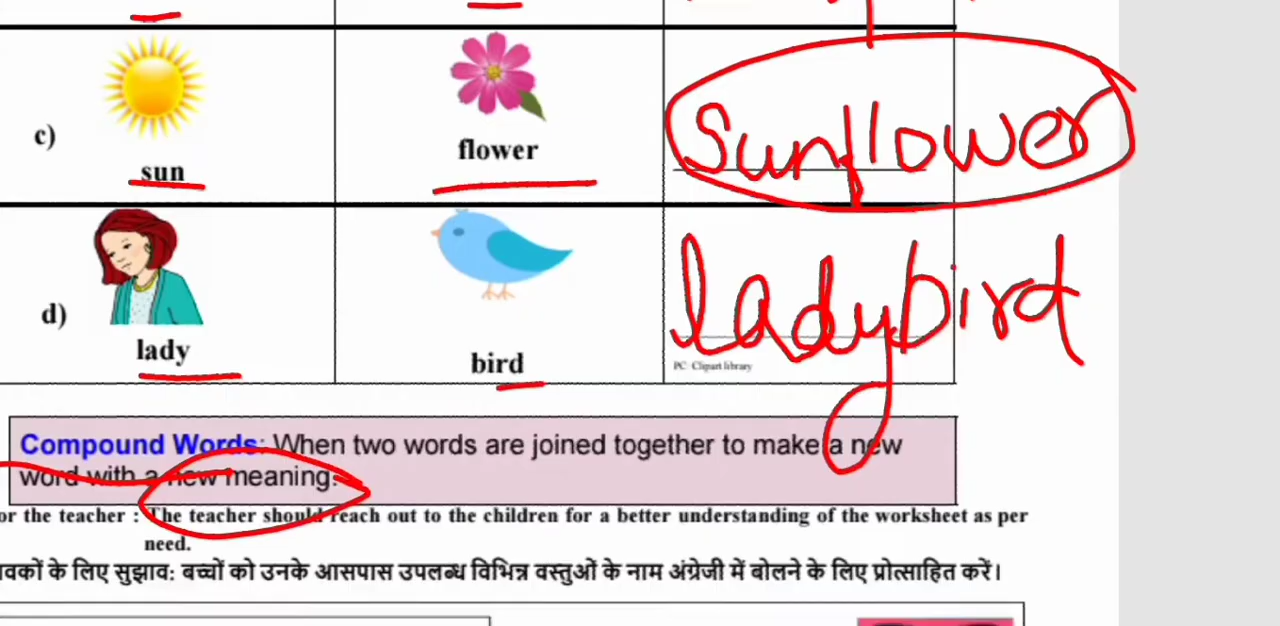 c)
sun
flower
Sunflower
d)
lady
bird
ladybird
PC: Clipart library
Compound Words: When two words are joined together to make a new
word with a new meaning.
or the teacher : The teacher should reach out to the children for a better understanding of the worksheet as per
need.
वकों के लिए सुझाव: बच्चों को उनके आसपास उपलब्ध विभिन्न वस्तुओं के नाम अंग्रेजी में बोलने के लिए प्रोत्साहित करें।